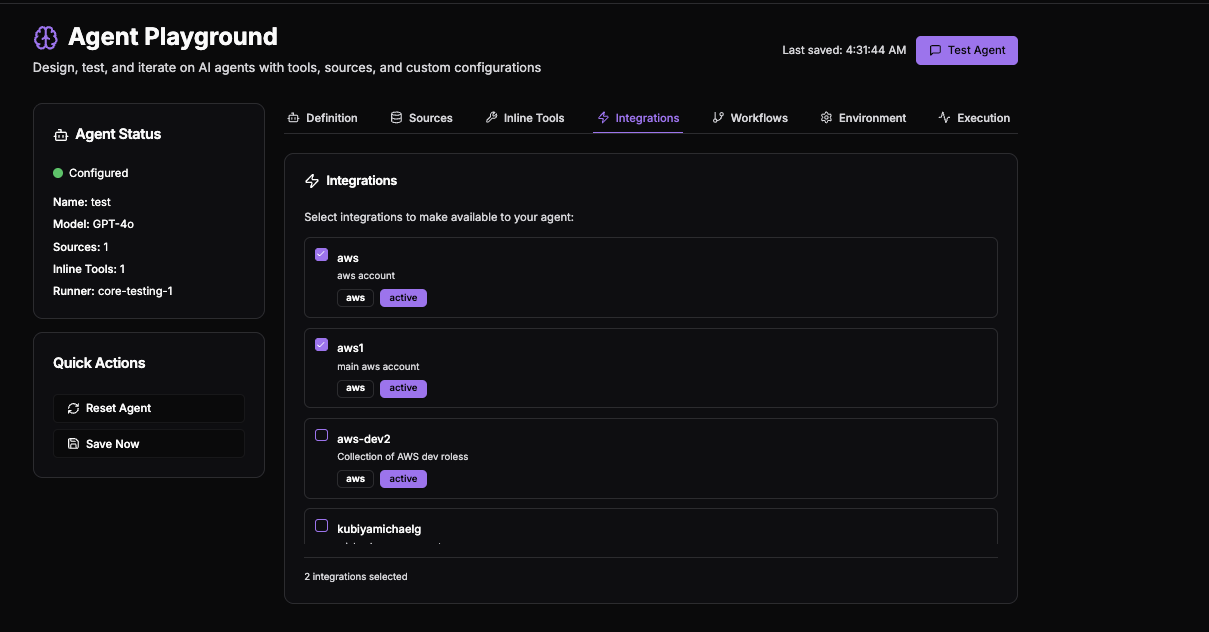 Agent Playground
Design, test, and iterate on AI agents with tools, sources, and custom configurations
Last saved: 4:31:44 AM
Test Agent
Agent Status
Configured
Name: test
Model: GPT-4o
Sources: 1
Inline Tools: 1
Runner: core-testing-1
Quick Actions
Reset Agent
Save Now
Definition
Sources
Inline Tools
Integrations
Workflows
Environment
Execution
Integrations
Select integrations to make available to your agent:
aws
aws account
aws active
aws1
main aws account
aws active
aws-dev2
Collection of AWS dev roless
aws active
kubiyamichaelg
2 integrations selected